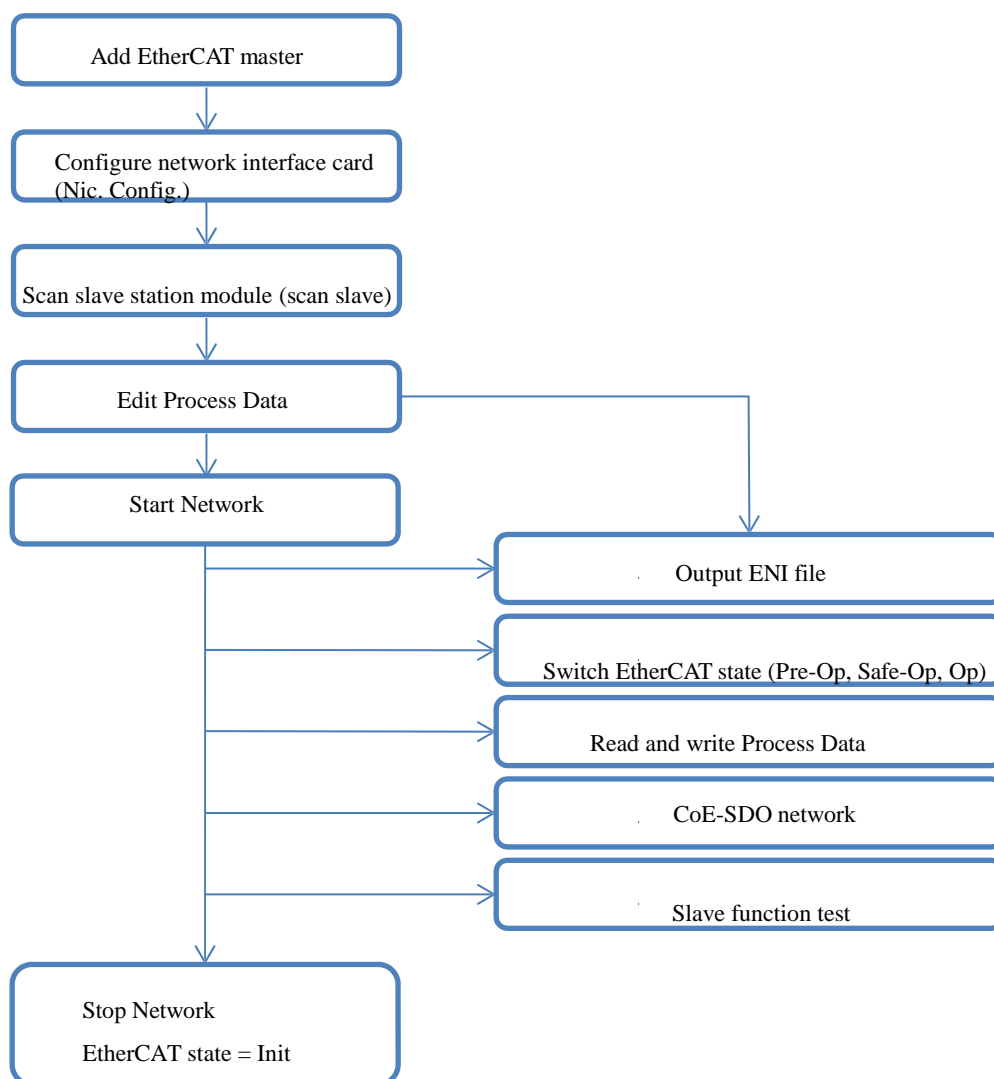 Add EtherCAT master
Configure network interface card
(Nic. Config.)
Scan slave station module (scan slave)
Edit Process Data
Start Network
Output ENI file
Switch EtherCAT state (Pre-Op, Safe-Op, Op)
Read and write Process Data
CoE-SDO network
Slave function test
Stop Network
EtherCAT state = Init